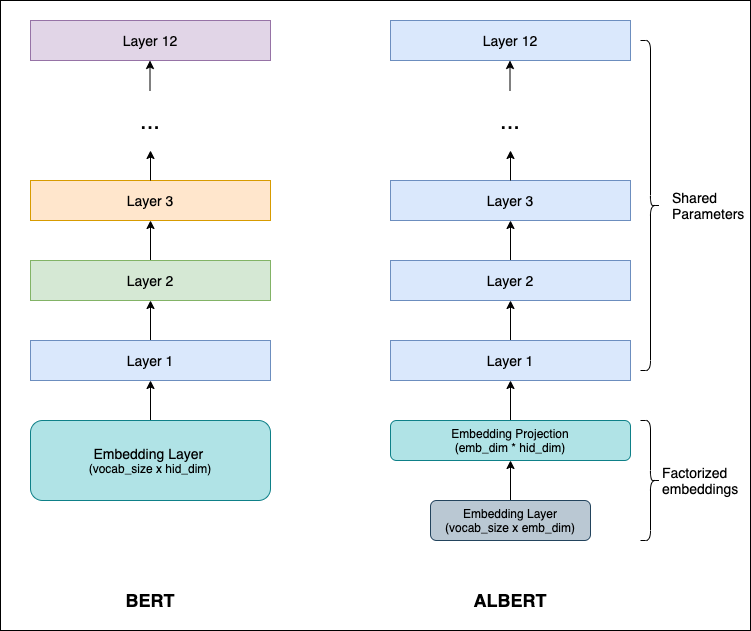 Layer 12
...
Layer 3
Layer 2
Layer 1
Embedding Layer
(vocab_size x hid_dim)
BERT
Layer 12
...
Layer 3
Layer 2
Layer 1
Embedding Projection
(emb_dim * hid_dim)
Embedding Layer
(vocab_size x emb_dim)
ALBERT
Shared
Parameters
Factorized
embeddings